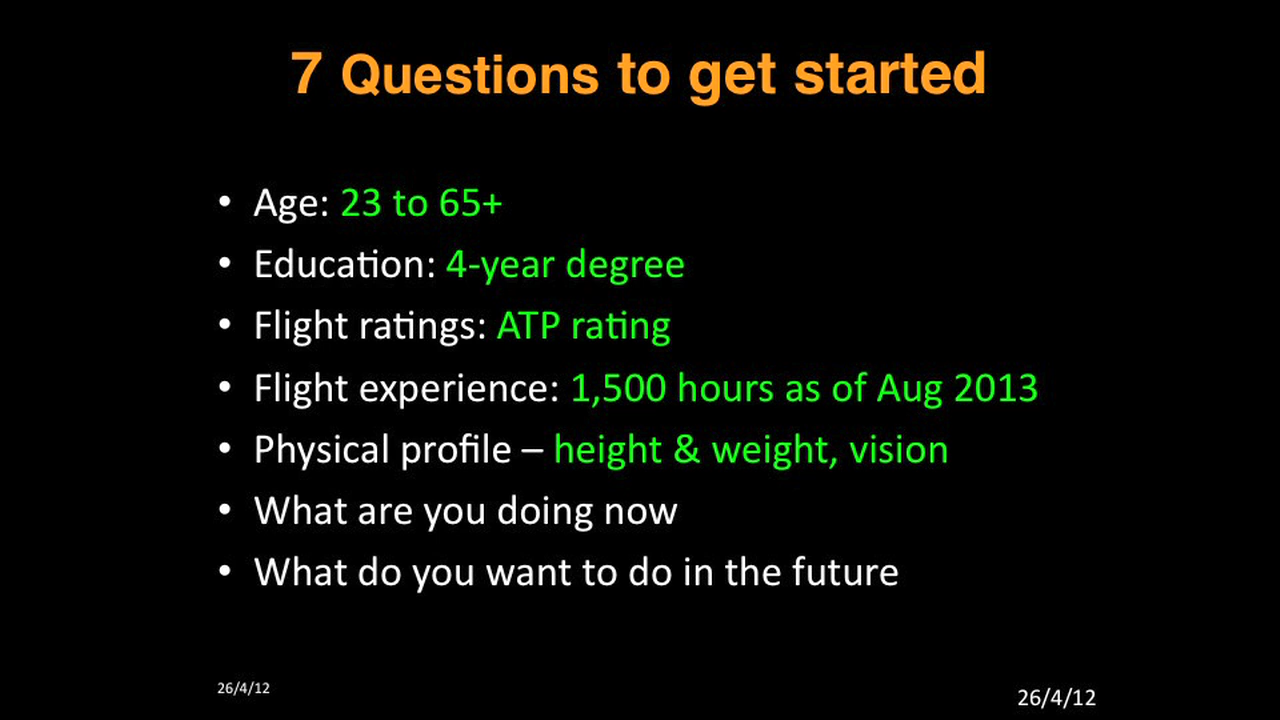 7 Questions to get started
• Age: 23 to 65+
• Education: 4-year degree
• Flight ratings: ATP rating
• Flight experience: 1,500 hours as of Aug 2013
• Physical profile – height & weight, vision
• What are you doing now
• What do you want to do in the future
26/4/12
26/4/12